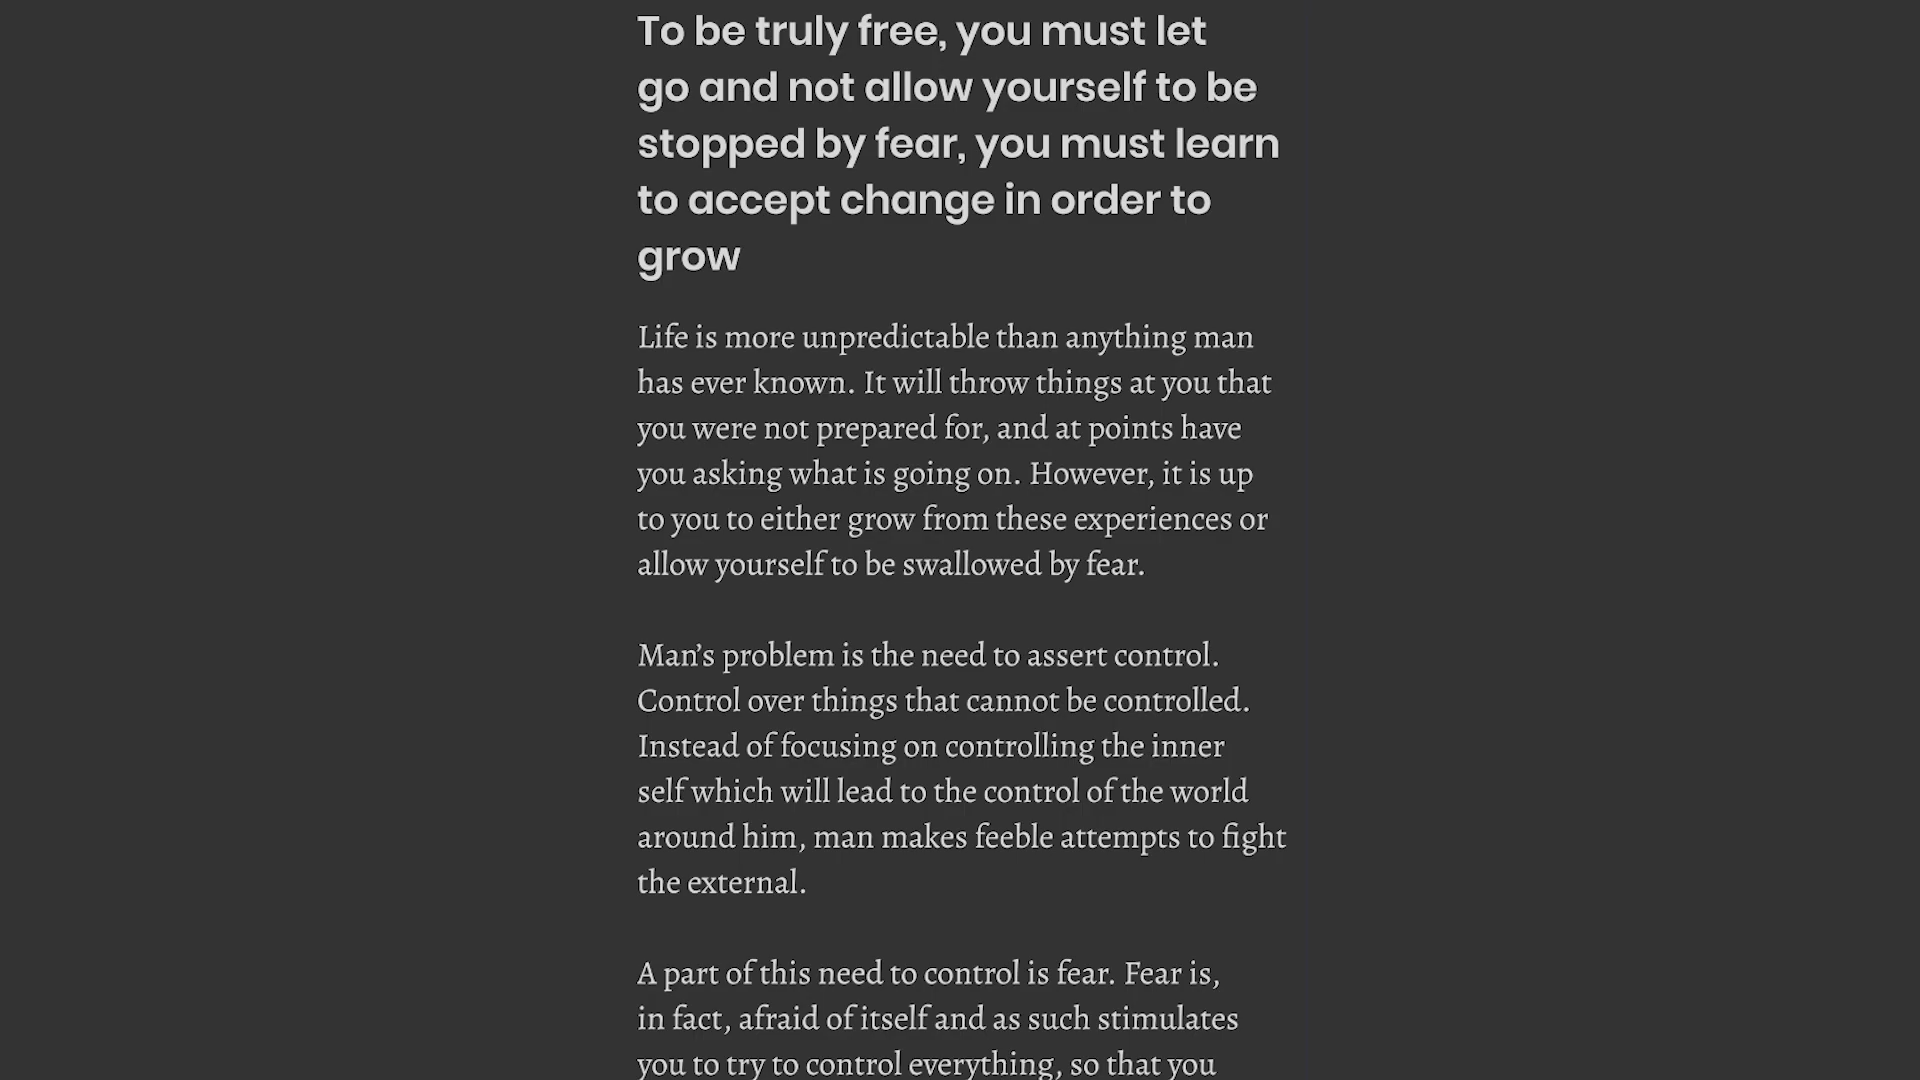 To be truly free, you must let
go and not allow yourself to be
stopped by fear, you must learn
to accept change in order to
grow
Life is more unpredictable than anything man
has ever known. It will throw things at you that
you were not prepared for, and at points have
you asking what is going on. However, it is up
to you to either grow from these experiences or
allow yourself to be swallowed by fear.
Man’s problem is the need to assert control.
Control over things that cannot be controlled.
Instead of focusing on controlling the inner
self which will lead to the control of the world
around him, man makes feeble attempts to fight
the external.
A part of this need to control is fear. Fear is,
in fact, afraid of itself and as such stimulates
you to try to control everything, so that you